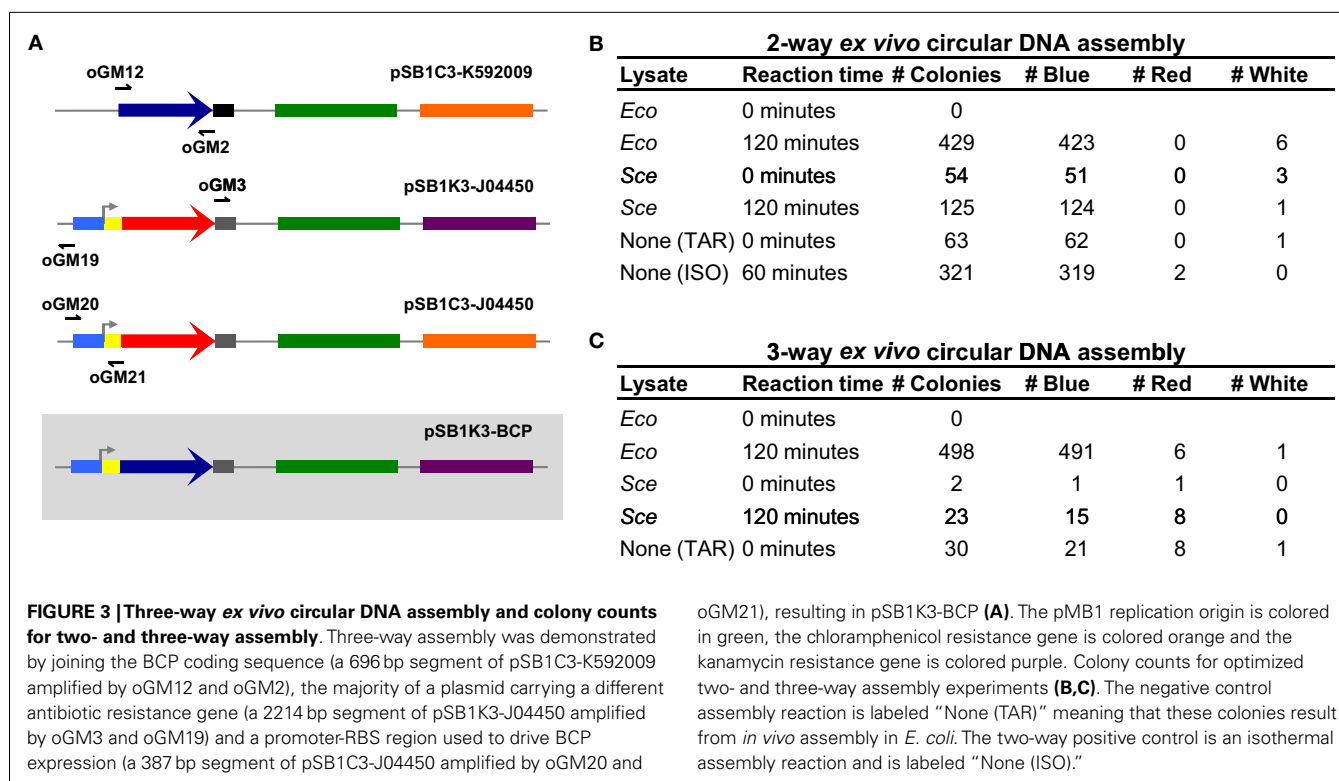 A
oGM12
pSB1C3-K592009
oGM2
oGM3
pSB1K3-J04450
oGM19
oGM20
pSB1C3-J04450
oGM21
pSB1K3-BCP
B
2-way ex vivo circular DNA assembly
Lysate Reaction time # Colonies # Blue # Red # White
Eco 0 minutes 0
Eco 120 minutes 429 423 0 6
Sce 0 minutes 54 51 0 3
Sce 120 minutes 125 124 0 1
None (TAR) 0 minutes 63 62 0 1
None (ISO) 60 minutes 321 319 2 0
C
3-way ex vivo circular DNA assembly
Lysate Reaction time # Colonies # Blue # Red # White
Eco 0 minutes 0
Eco 120 minutes 498 491 6 1
Sce 0 minutes 2 1 1 0
Sce 120 minutes 23 15 8 0
None (TAR) 0 minutes 30 21 8 1
FIGURE 3 | Three-way ex vivo circular DNA assembly and colony counts
for two- and three-way assembly. Three-way assembly was demonstrated
by joining the BCP coding sequence (a 696 bp segment of pSB1C3-K592009
amplified by oGM12 and oGM2), the majority of a plasmid carrying a different
antibiotic resistance gene (a 2214 bp segment of pSB1K3-J04450 amplified
by oGM3 and oGM19) and a promoter-RBS region used to drive BCP
expression (a 387 bp segment of pSB1C3-J04450 amplified by oGM20 and
oGM21), resulting in pSB1K3-BCP (A). The pMB1 replication origin is colored
in green, the chloramphenicol resistance gene is colored orange and the
kanamycin resistance gene is colored purple. Colony counts for optimized
two- and three-way assembly experiments (B,C). The negative control
assembly reaction is labeled “None (TAR)” meaning that these colonies result
from in vivo assembly in E. coli. The two-way positive control is an isothermal
assembly reaction and is labeled “None (ISO).”